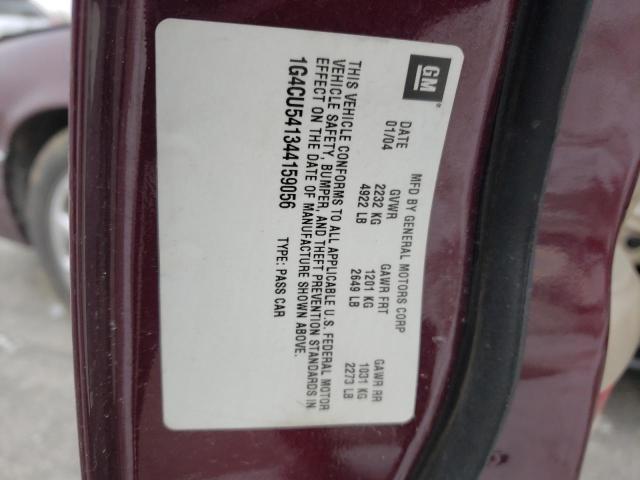 GM
MFD BY GENERAL MOTORS CORP
DATE GVWR GAWR FRT GAWR RR
01/04 2232 KG 1201 KG 1031 KG
4922 LB 2649 LB 2273 LB
THIS VEHICLE CONFORMS TO ALL APPLICABLE U.S. FEDERAL MOTOR
VEHICLE SAFETY, BUMPER, AND THEFT PREVENTION STANDARDS IN
EFFECT ON THE DATE OF MANUFACTURE SHOWN ABOVE.
1G4CU541344159056 TYPE: PASS CAR